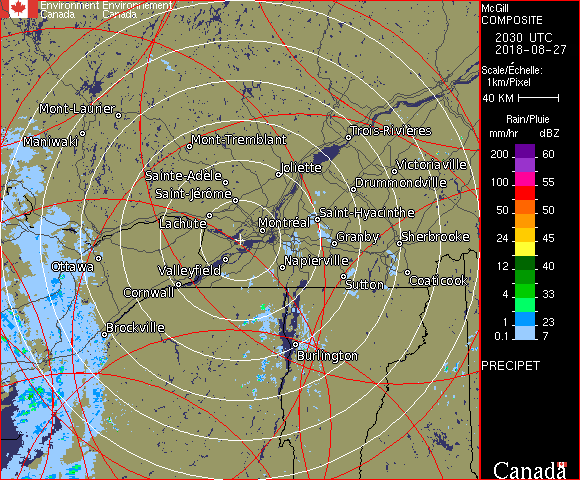 Environment Environnement
Canada Canada
McGill
COMPOSITE
2030 UTC
2018-08-27
Scale/Échelle:
1km/Pixel
40 KM
Rain/Pluie
mm/hr dBZ
200 60
155
100 55
50 50
24 45
12 40
4 33
1 23
0.1 7
PRECIPET
Canada
Mont-Laurier
Maniwaki
Mont-Tremblant
Trois-Rivières
Joliette
Victoriaville
Sainte-Adèle
Drummondville
Saint-Jérôme
Lachute
Saint-Hyacinthe
Montréal
Granby
Sherbrooke
Ottawa
Valleyfield
Napierville
Cornwall
Sutton
Coaticook
Brockville
Burlington